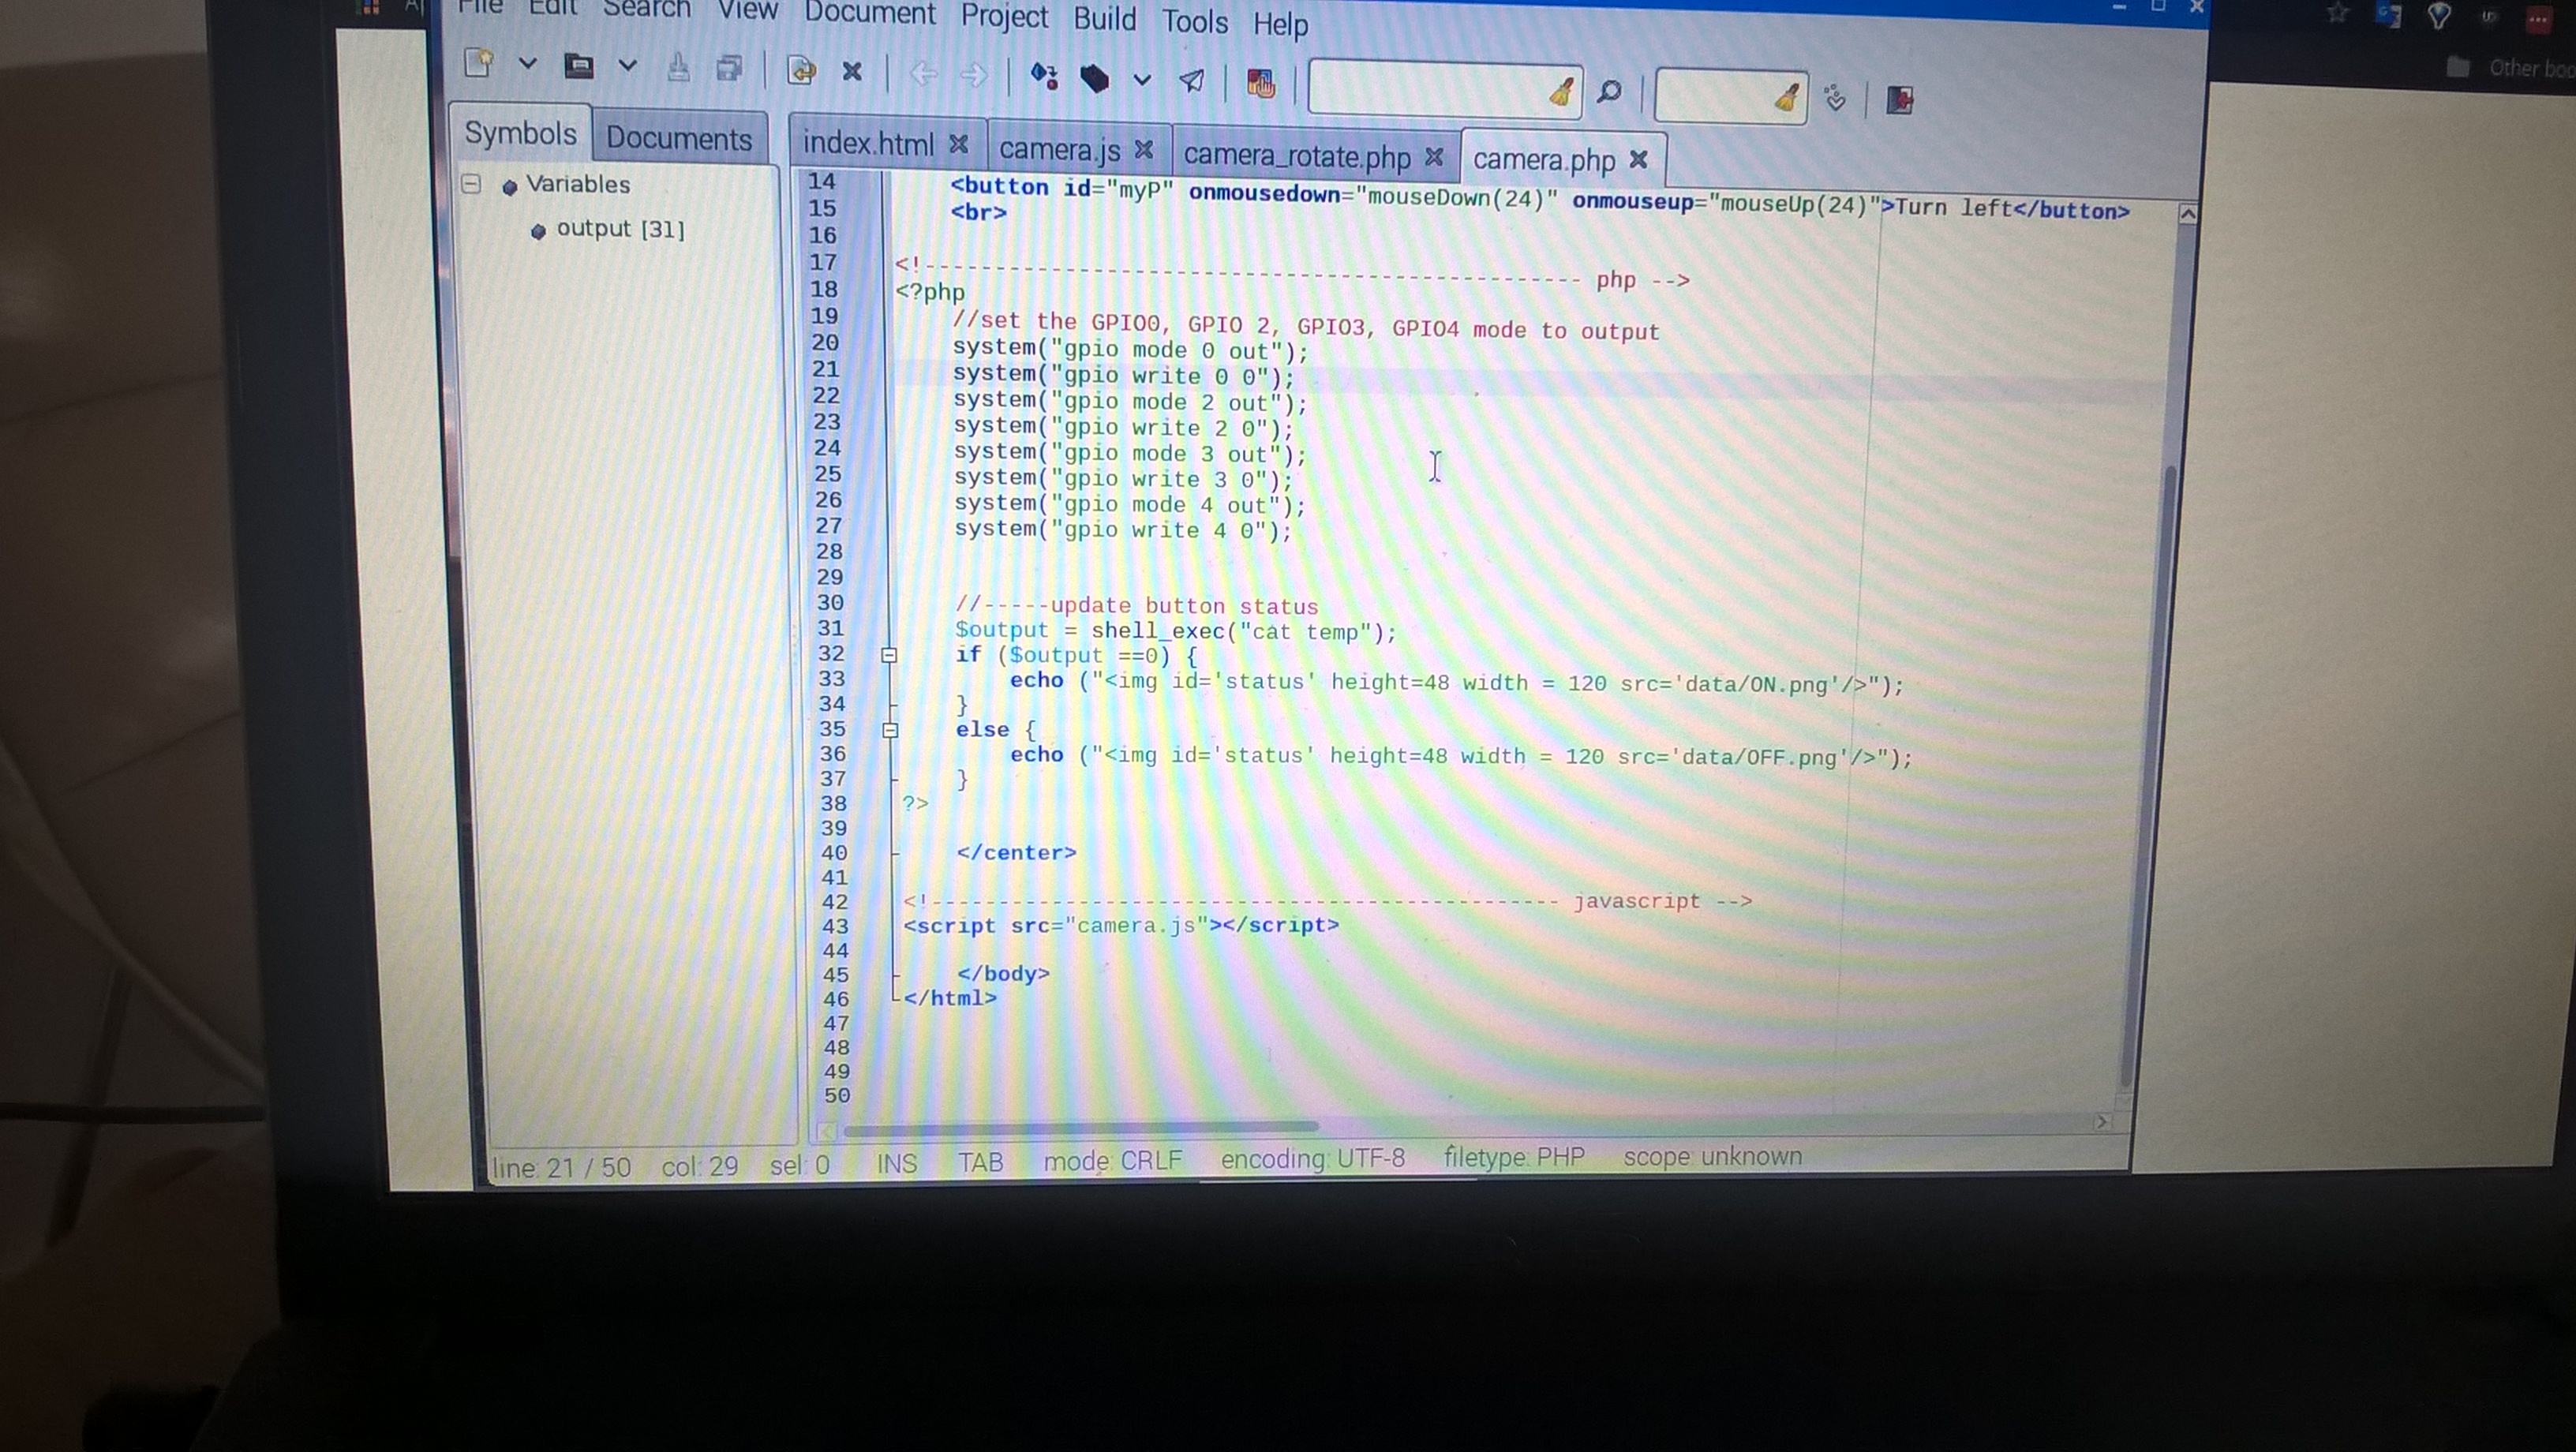 File Edit Search View Document Project Build Tools Help
Other boo
Symbols Documents
index.html camera.js camera_rotate.php camera.php
Variables
output [31]
14 <button id="myP" onmousedown="mouseDown(24)" onmouseup="mouseUp(24)">Turn left</button>
15 <br>
16
17 <!------------------------------------------------ php -->
18 <?php
19 //set the GPIO0, GPIO 2, GPIO3, GPIO4 mode to output
20 system("gpio mode 0 out");
21 system("gpio write 0 0");
22 system("gpio mode 2 out");
23 system("gpio write 2 0");
24 system("gpio mode 3 out");
25 system("gpio write 3 0");
26 system("gpio mode 4 out");
27 system("gpio write 4 0");
28
29
30 //-----update button status
31 $output = shell_exec("cat temp");
32 if ($output ==0) {
33 echo ("<img id='status' height=48 width = 120 src='data/ON.png'/>");
34 }
35 else {
36 echo ("<img id='status' height=48 width = 120 src='data/OFF.png'/>");
37 }
38 ?>
39
40 </center>
41
42 <!----------------------------------------------- javascript -->
43 <script src="camera.js"></script>
44
45 </body>
46 </html>
47
48
49
50
line: 21 / 50 col: 29 sel: 0 INS TAB mode: CRLF encoding: UTF-8 filetype: PHP scope: unknown